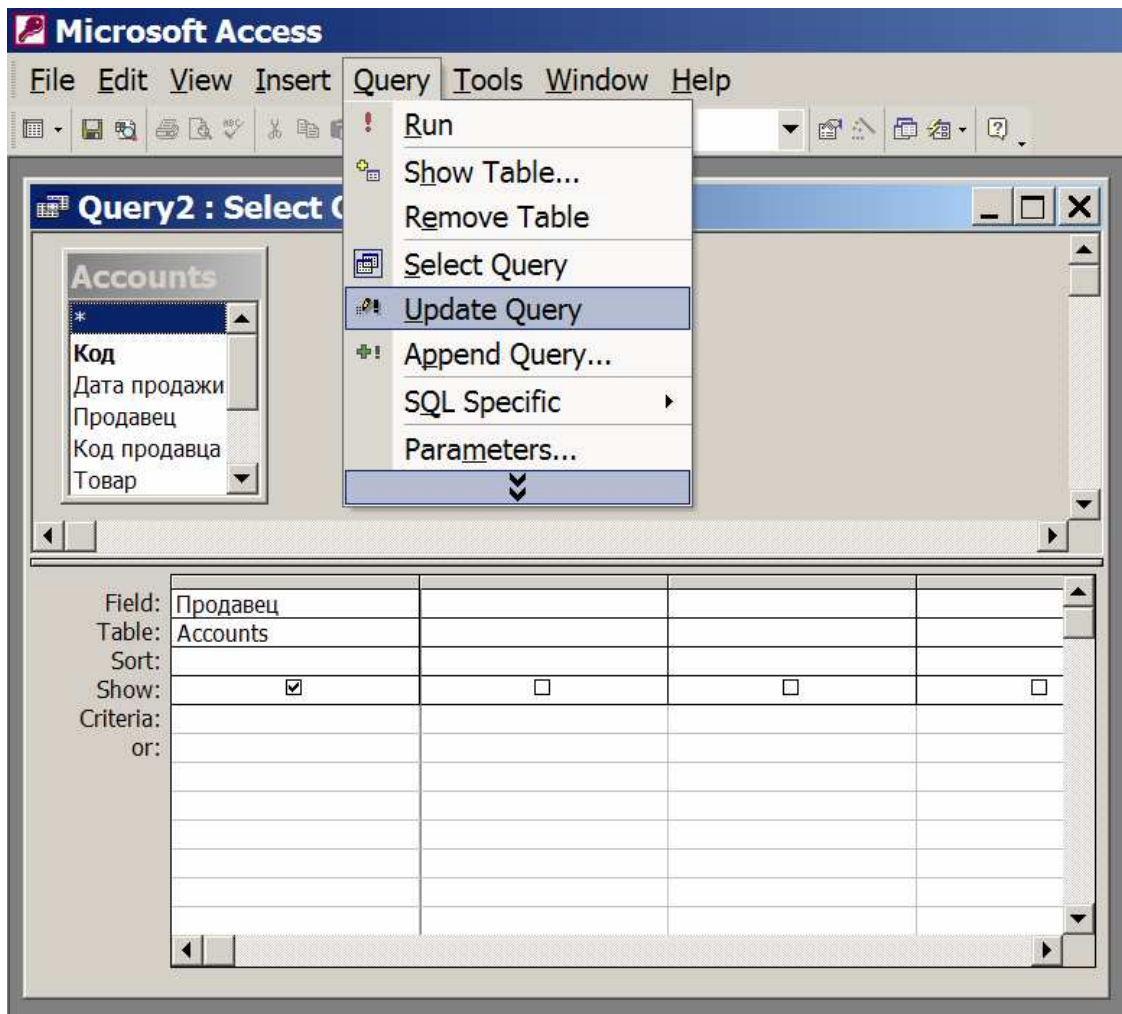 Microsoft Access
File Edit View Insert Query Tools Window Help
Run
Show Table...
Remove Table
Select Query
Update Query
Append Query...
SQL Specific
Parameters...
Query2 : Select
Accounts
*
Код
Дата продажи
Продавец
Код продавца
Товар
Field: Продавец
Table: Accounts
Sort:
Show:
Criteria:
or: